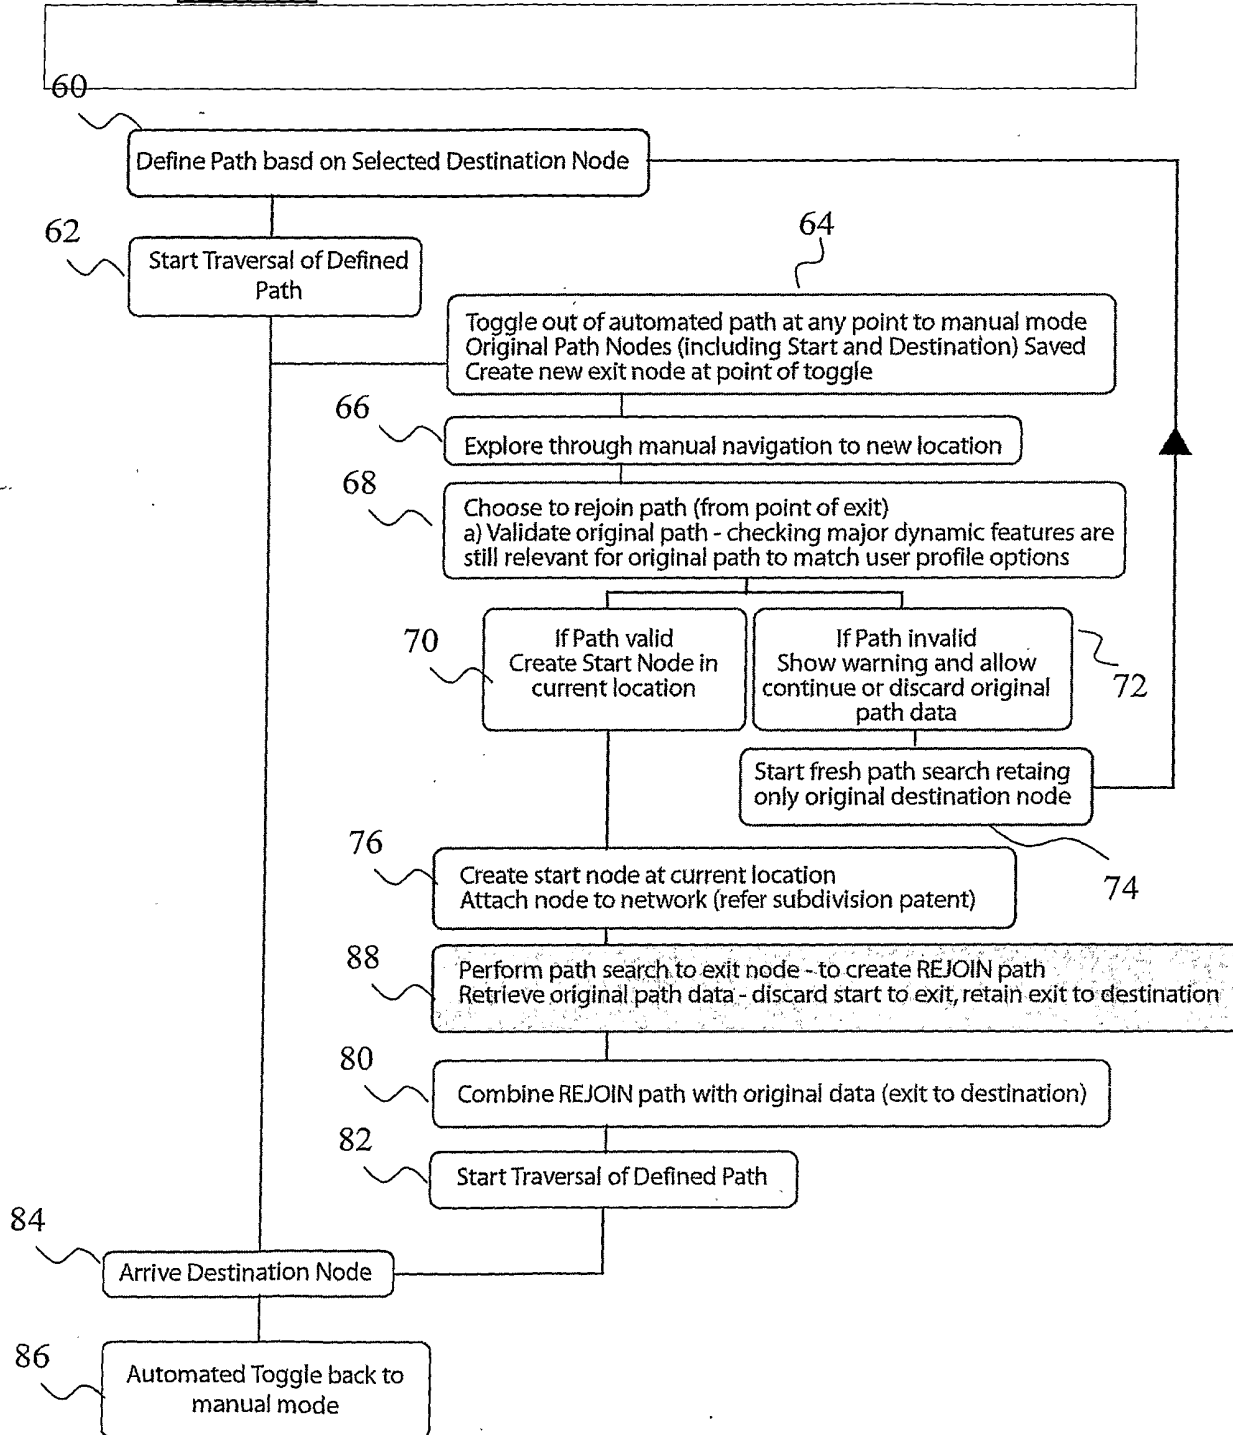 60
Define Path basd on Selected Destination Node
62
Start Traversal of Defined
Path
64
Toggle out of automated path at any point to manual mode
Original Path Nodes (including Start and Destination) Saved
Create new exit node at point of toggle
66
Explore through manual navigation to new location
68
Choose to rejoin path (from point of exit)
a) Validate original path - checking major dynamic features are
still relevant for original path to match user profile options
70
If Path valid
Create Start Node in
current location
If Path invalid
Show warning and allow
continue or discard original
path data
72
Start fresh path search retaing
only original destination node
74
76
Create start node at current location
Attach node to network (refer subdivision patent)
88
Perform path search to exit node - to create REJOIN path
Retrieve original path data - discard start to exit, retain exit to destination
80
Combine REJOIN path with original data (exit to destination)
82
Start Traversal of Defined Path
84
Arrive Destination Node
86
Automated Toggle back to
manual mode